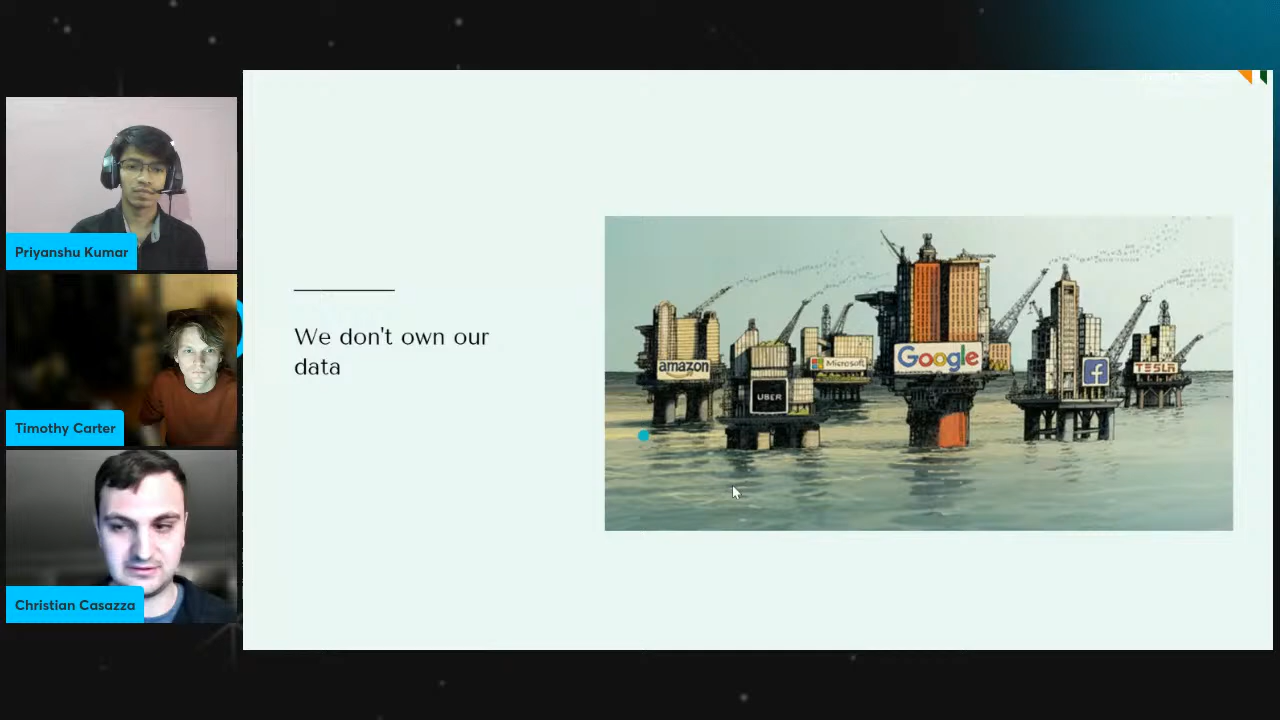 Priyanshu Kumar
Timothy Carter
Christian Casazza
We don't own our
data
amazon
UBER
Microsoft
Google
f
TESLA